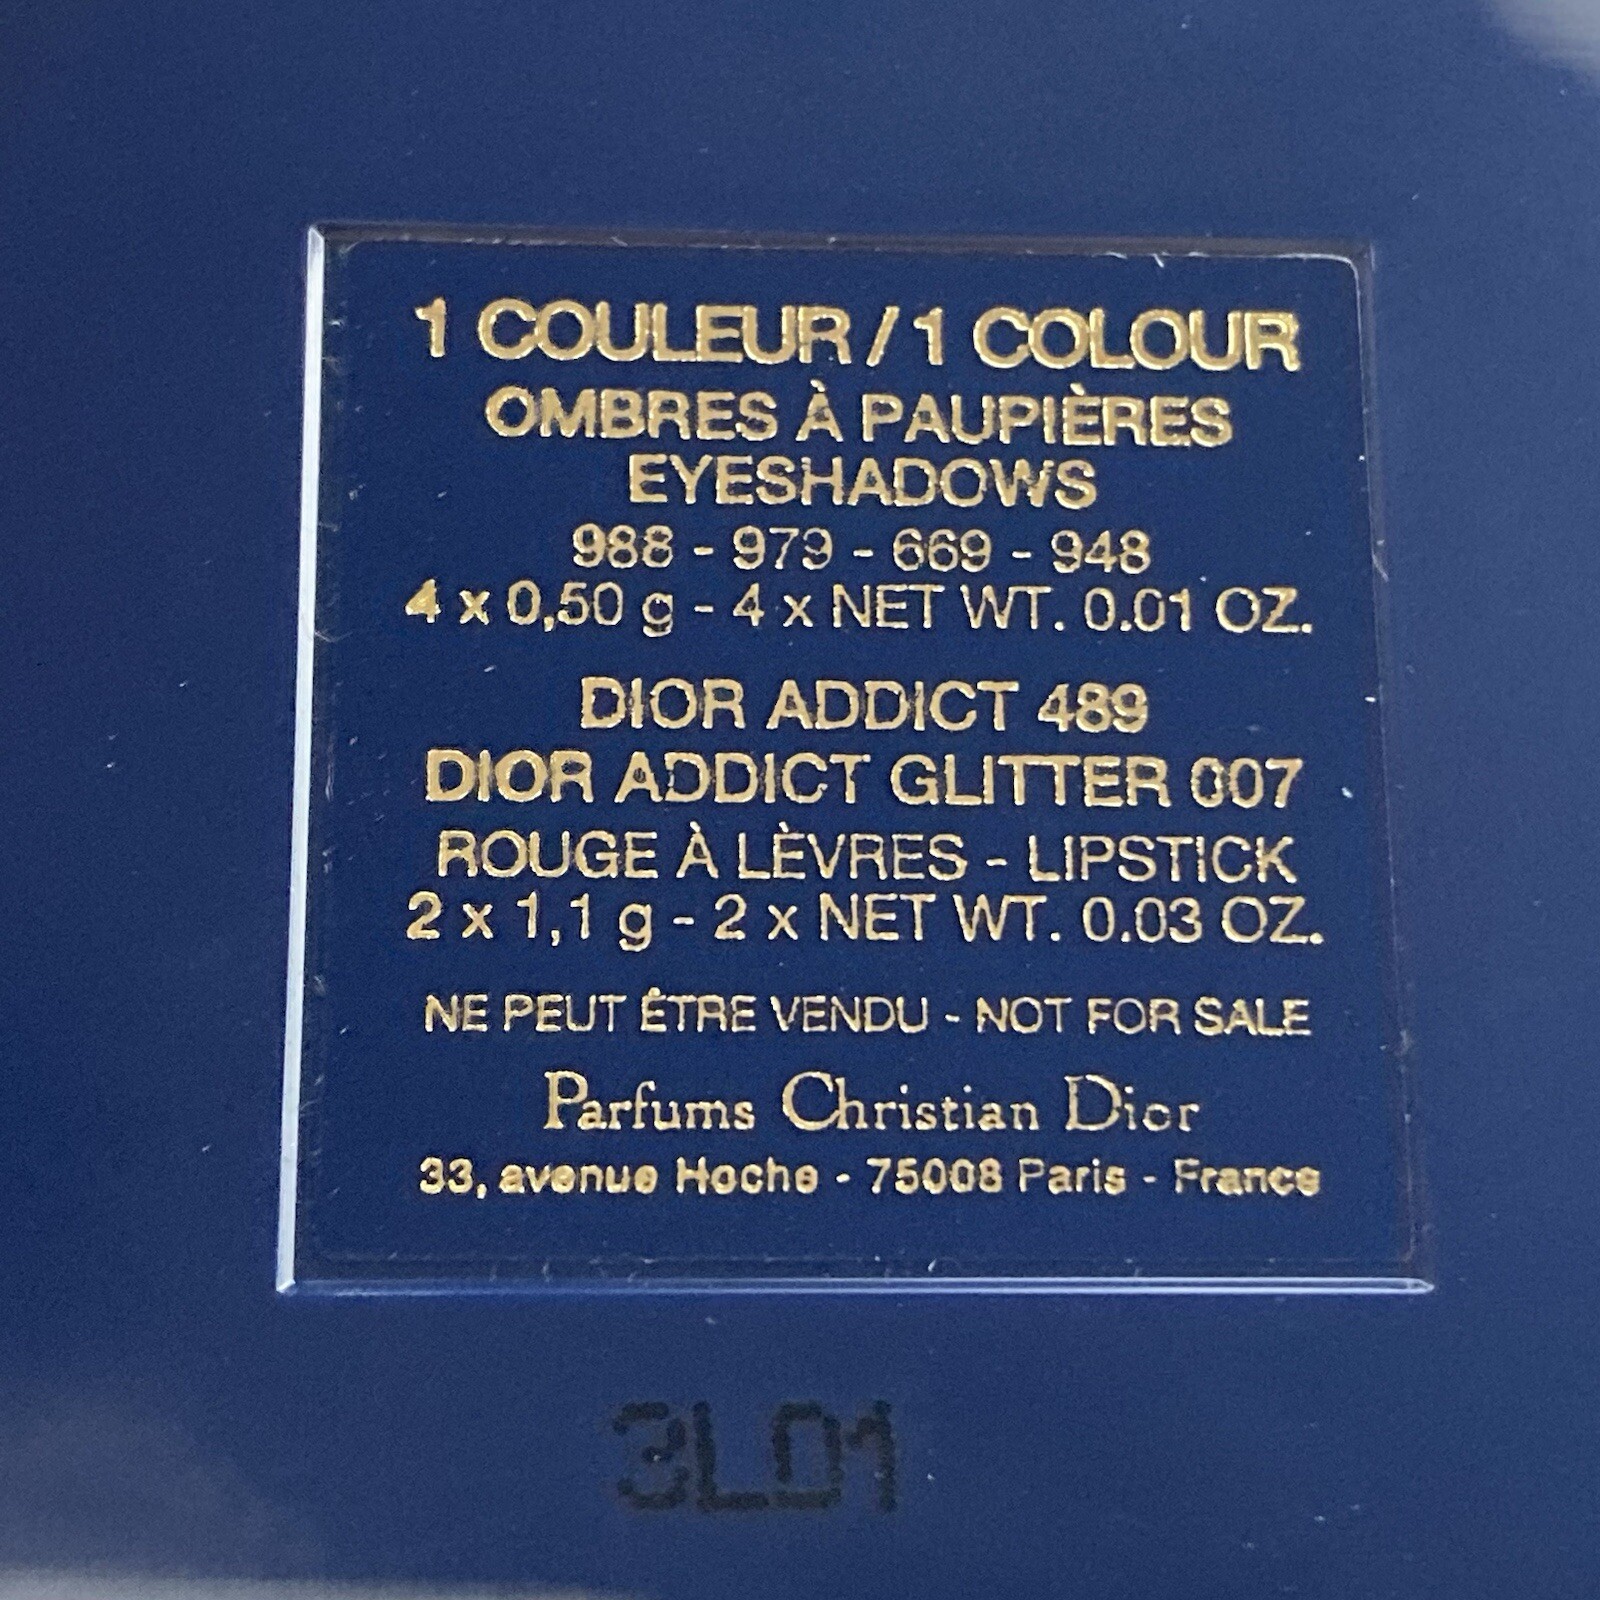 1 COULEUR / 1 COLOUR
OMBRES À PAUPIÈRES
EYESHADOWS
988 - 979 - 669 - 948
4 x 0,50 g - 4 x NET WT. 0.01 OZ.
DIOR ADDICT 489
DIOR ADDICT GLITTER 007
ROUGE À LÈVRES - LIPSTICK
2 x 1,1 g - 2 x NET WT. 0.03 OZ.
NE PEUT ÊTRE VENDU - NOT FOR SALE
Parfums Christian Dior
33, avenue Hoche - 75008 Paris - France
3L01